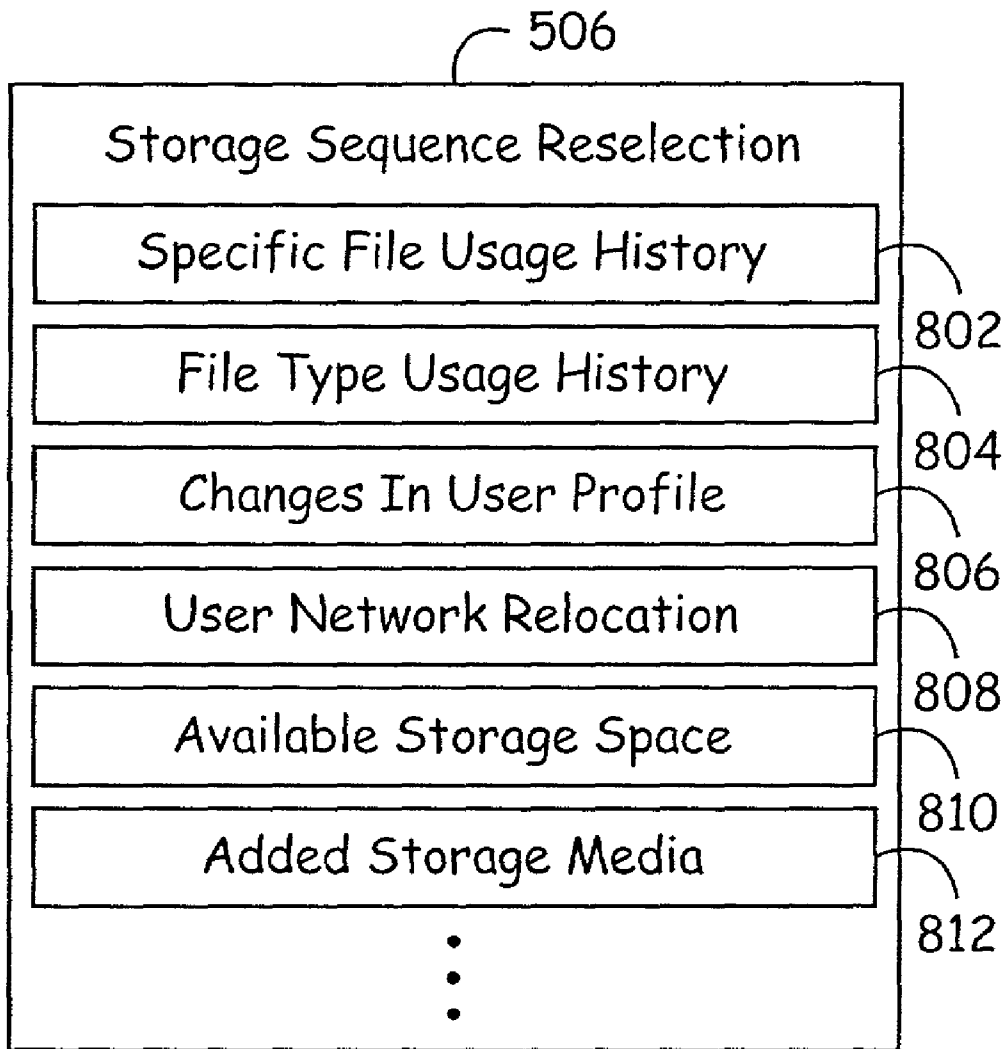 506
Storage Sequence Reselection
Specific File Usage History
802
File Type Usage History
804
Changes In User Profile
806
User Network Relocation
808
Available Storage Space
810
Added Storage Media
812